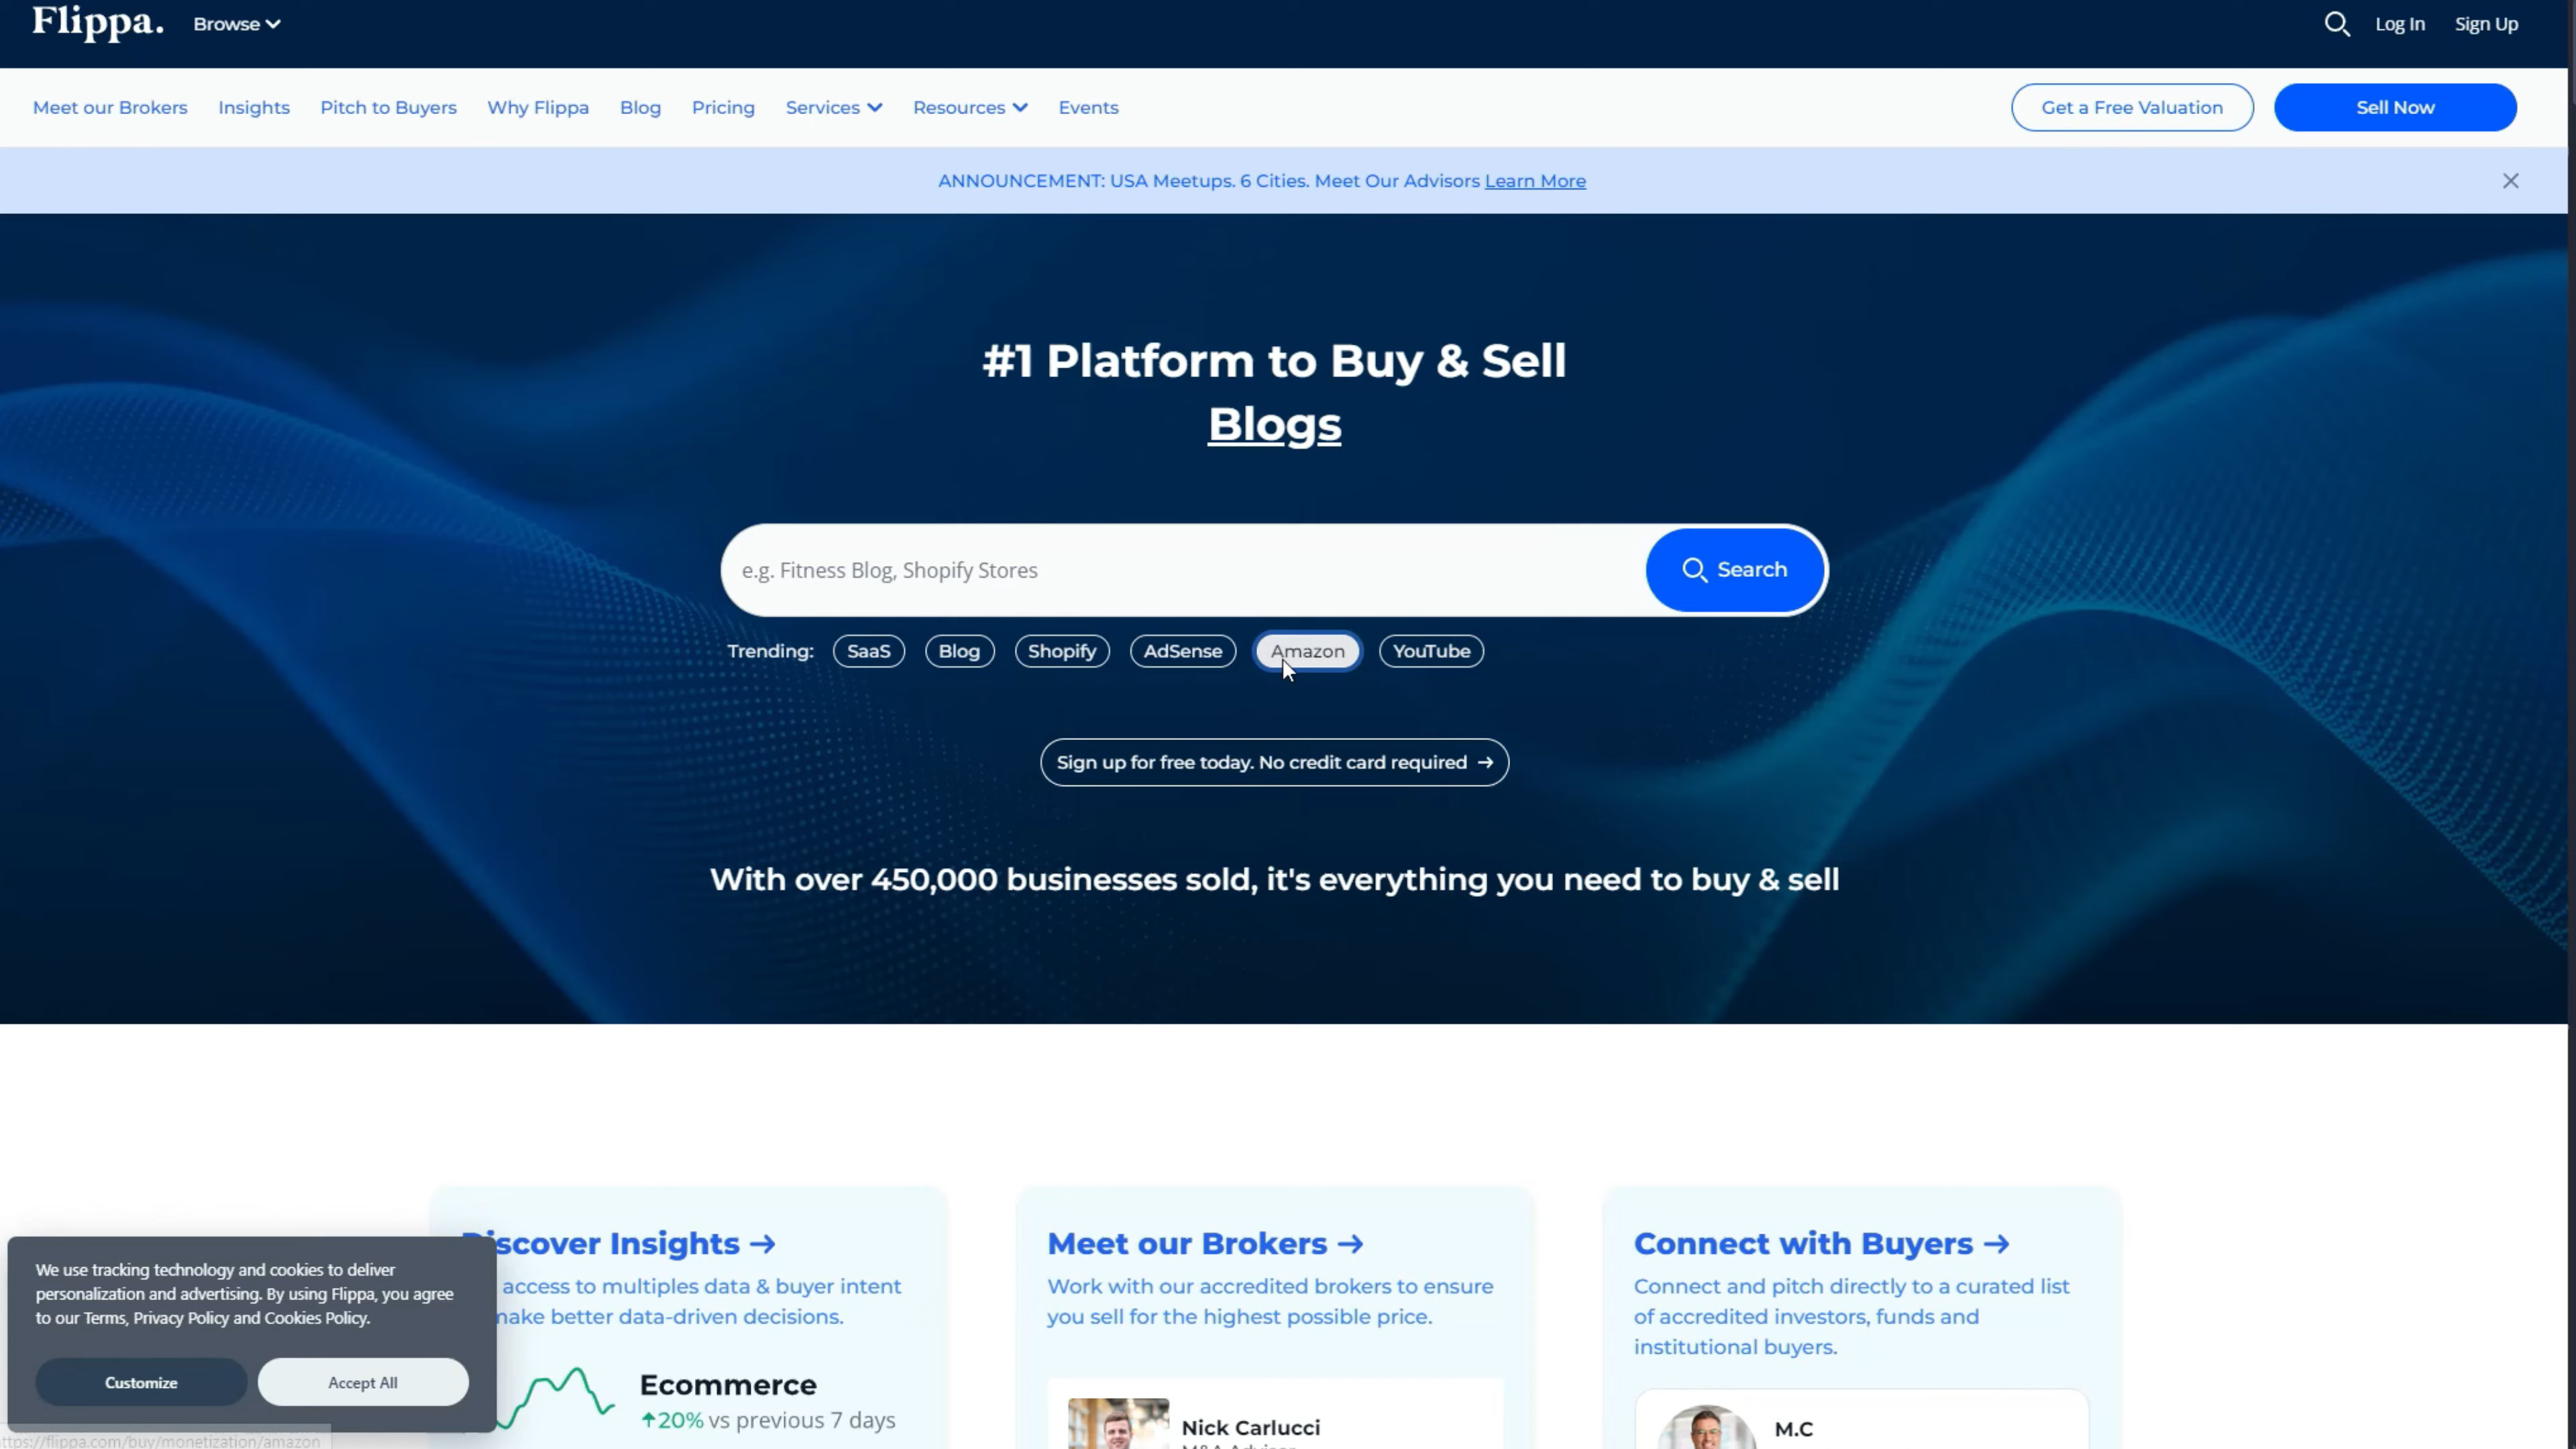 Flippa.
Browse
Log In
Sign Up
Meet our Brokers
Insights
Pitch to Buyers
Why Flippa
Blog
Pricing
Services
Resources
Events
Get a Free Valuation
Sell Now
ANNOUNCEMENT: USA Meetups. 6 Cities. Meet Our Advisors Learn More
#1 Platform to Buy & Sell
Blogs
e.g. Fitness Blog, Shopify Stores
Search
Trending:
SaaS
Blog
Shopify
AdSense
Amazon
YouTube
Sign up for free today. No credit card required →
With over 450,000 businesses sold, it's everything you need to buy & sell
Discover Insights →
access to multiples data & buyer intent
make better data-driven decisions.
Ecommerce
20% vs previous 7 days
Meet our Brokers →
Work with our accredited brokers to ensure
you sell for the highest possible price.
Nick Carlucci
M&A Advisor
Connect with Buyers →
Connect and pitch directly to a curated list
of accredited investors, funds and
institutional buyers.
M.C
We use tracking technology and cookies to deliver
personalization and advertising. By using Flippa, you agree
to our Terms, Privacy Policy and Cookies Policy.
Customize
Accept All
ttps://flippa.com/buy/monetization/amazon